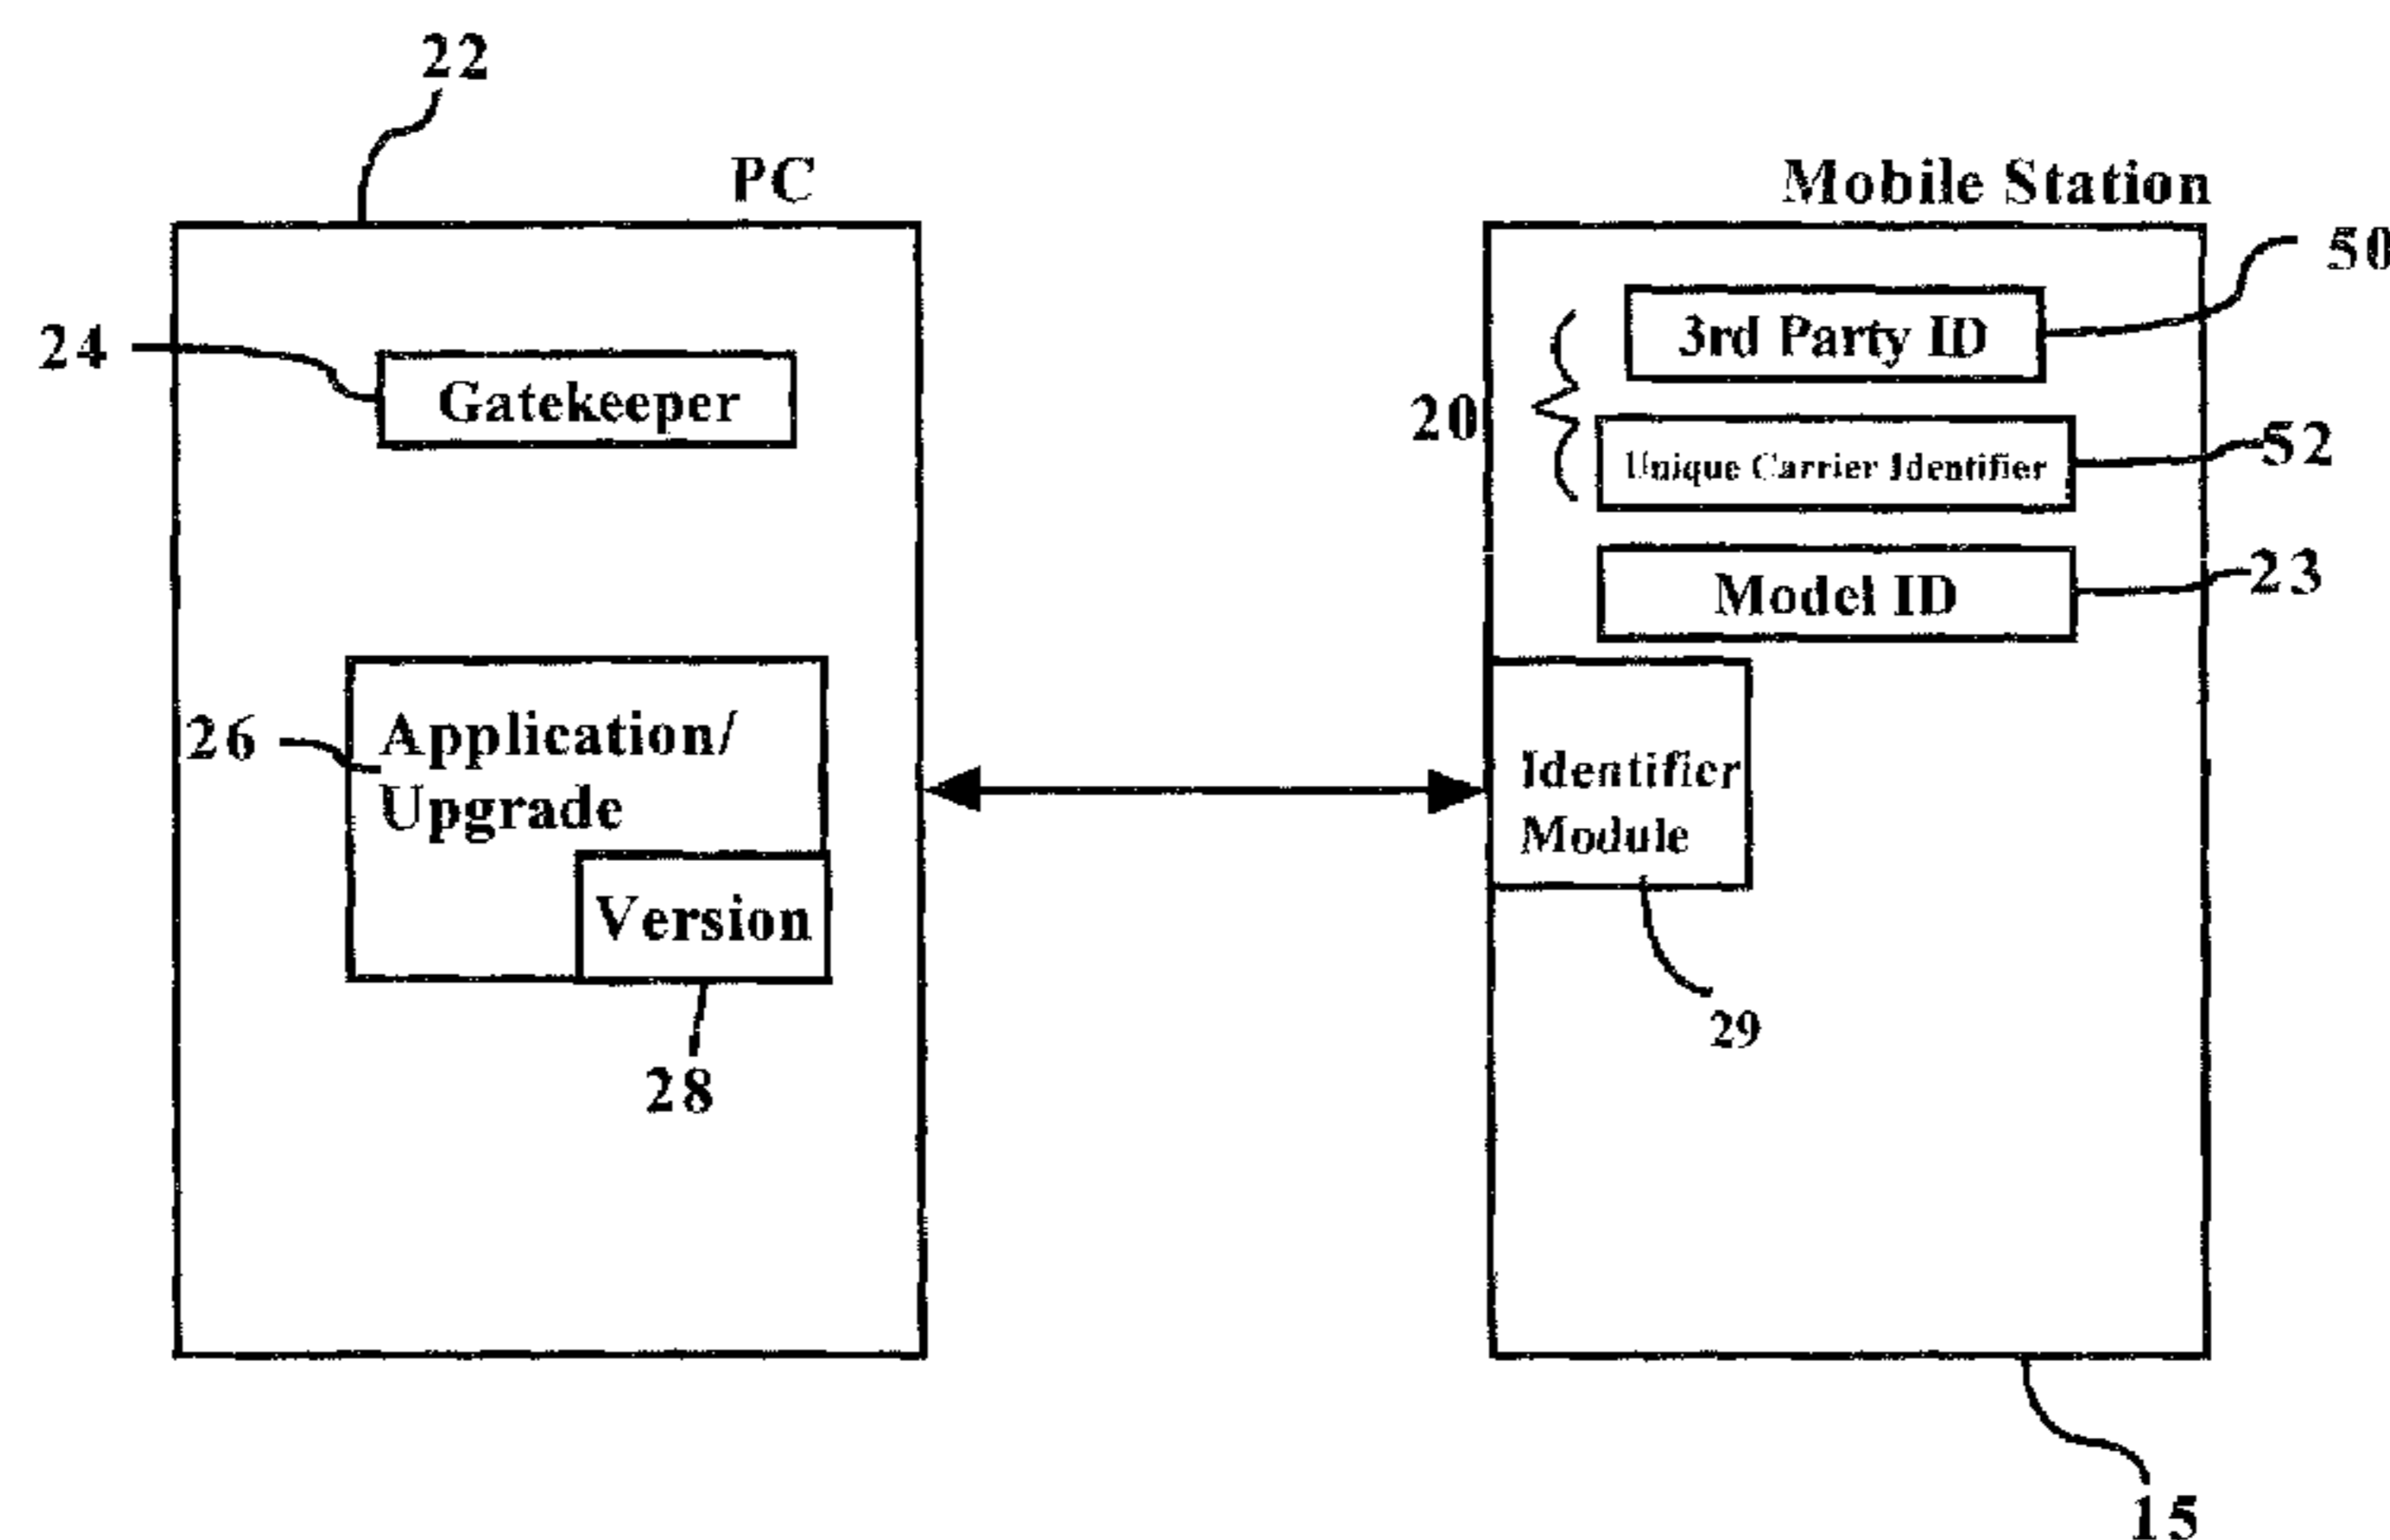 22
PC
Mobile Station
50
24
Gatekeeper
3rd Party ID
20
Unique Carrier Identifier
52
Model ID
23
26
Application/
Upgrade
Version
28
Identifier
Module
29
15